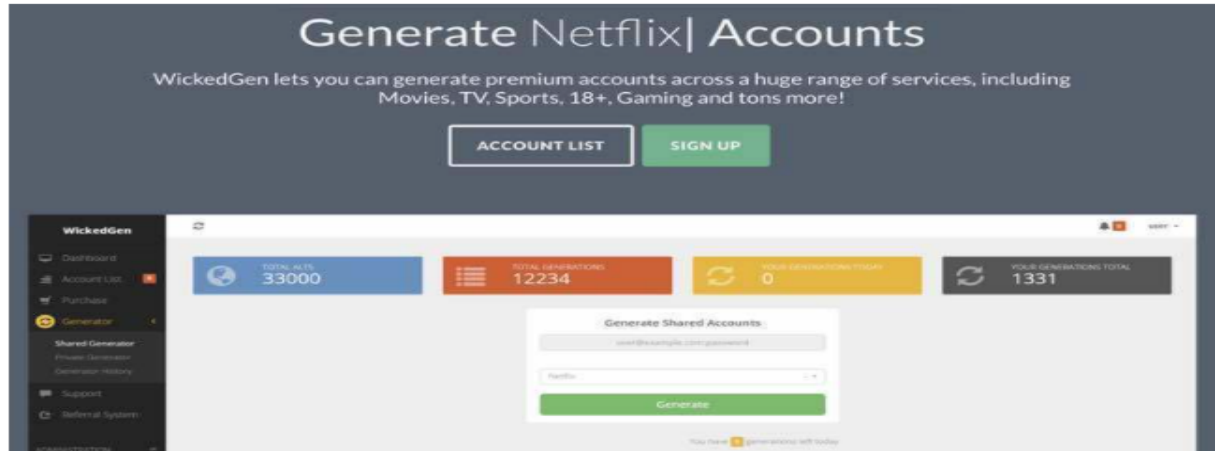 Generate Netflix| Accounts
WickedGen lets you can generate premium accounts across a huge range of services, including
Movies, TV, Sports, 18+, Gaming and tons more!
ACCOUNT LIST
SIGN UP
WickedGen
user
Dashboard
Account List
Purchase
Generator
Shared Generator
Private Generator
Generator History
Support
Referral System
ADMINISTRATION
TOTAL ALTS
33000
TOTAL GENERATIONS
12234
YOUR GENERATIONS TODAY
0
YOUR GENERATIONS TOTAL
1331
Generate Shared Accounts
user@example.com:password
Netflix
Generate
You have generations left today